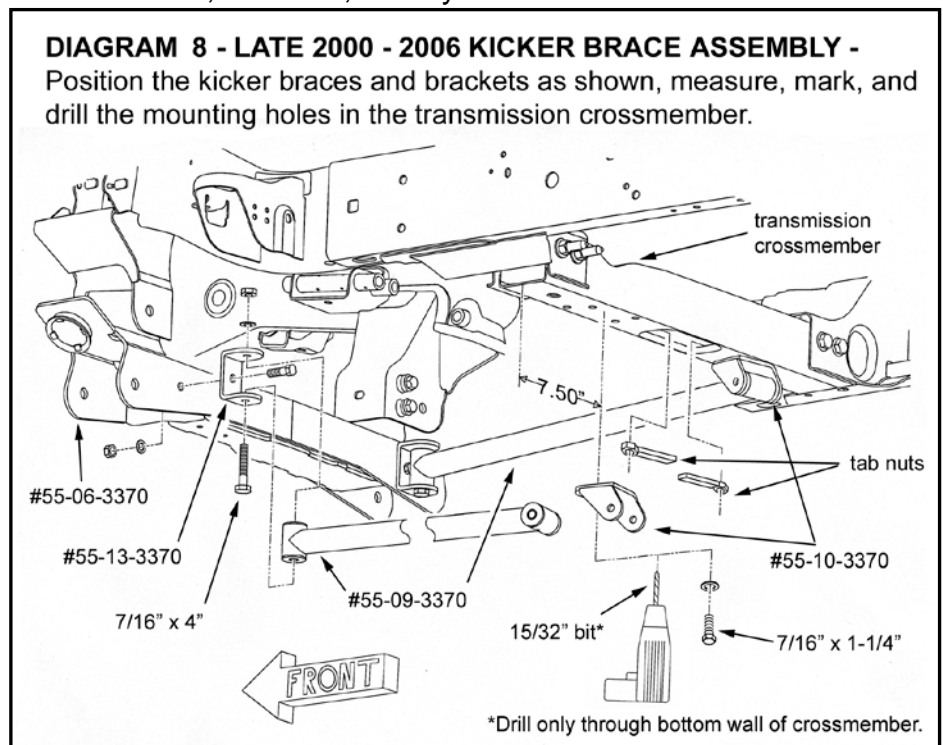 DIAGRAM 8 - LATE 2000 - 2006 KICKER BRACE ASSEMBLY -
Position the kicker braces and brackets as shown, measure, mark, and
drill the mounting holes in the transmission crossmember.
transmission
crossmember
7.50"
tab nuts
#55-06-3370
#55-13-3370
#55-10-3370
#55-09-3370
7/16" x 4"
15/32" bit*
7/16" x 1-1/4"
FRONT
*Drill only through bottom wall of crossmember.